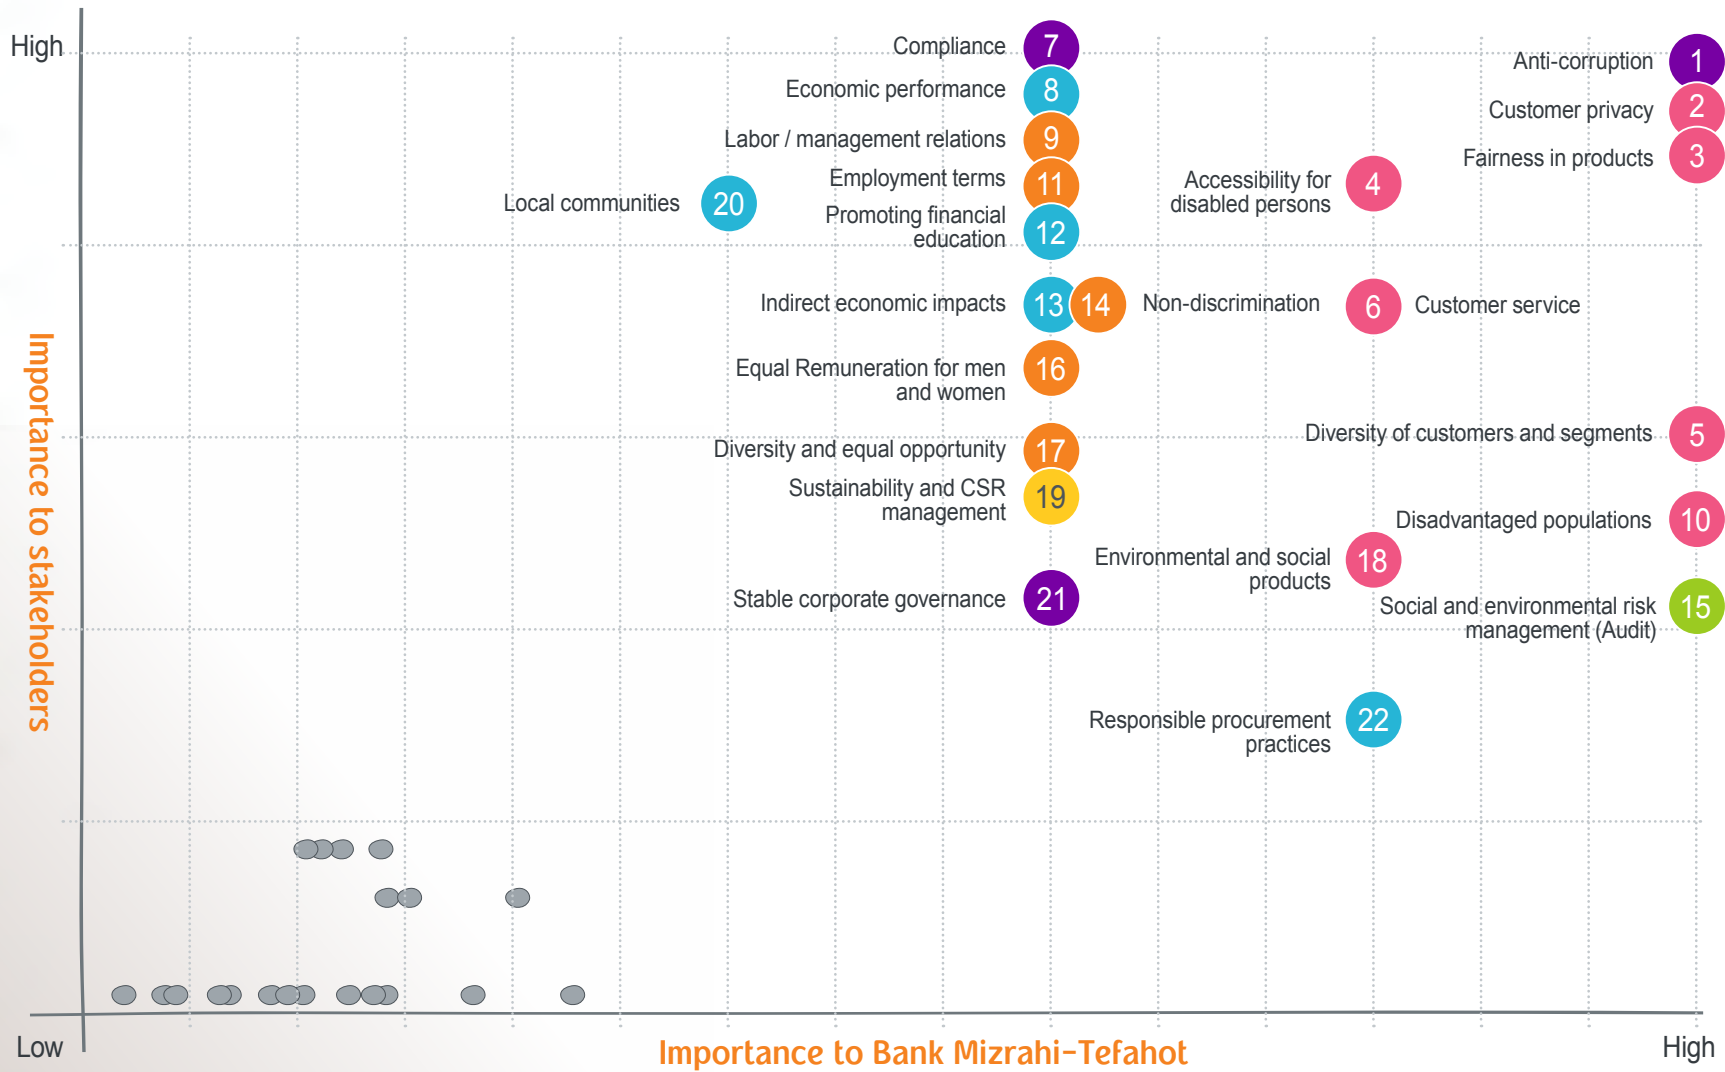 High
Compliance
7
Anti-corruption
1
Economic performance
8
Customer privacy
2
Labor / management relations
9
Fairness in products
3
Employment terms
11
Accessibility for
disabled persons
4
Local communities
20
Promoting financial
education
12
Indirect economic impacts
13
14
Non-discrimination
6
Customer service
Equal Remuneration for men
and women
16
Diversity of customers and segments
5
Diversity and equal opportunity
17
Sustainability and CSR
management
19
Disadvantaged populations
10
Environmental and social
products
18
Stable corporate governance
21
Social and environmental risk
management (Audit)
15
Responsible procurement
practices
22
Importance to stakeholders
Low
Importance to Bank Mizrahi-Tefahot
High